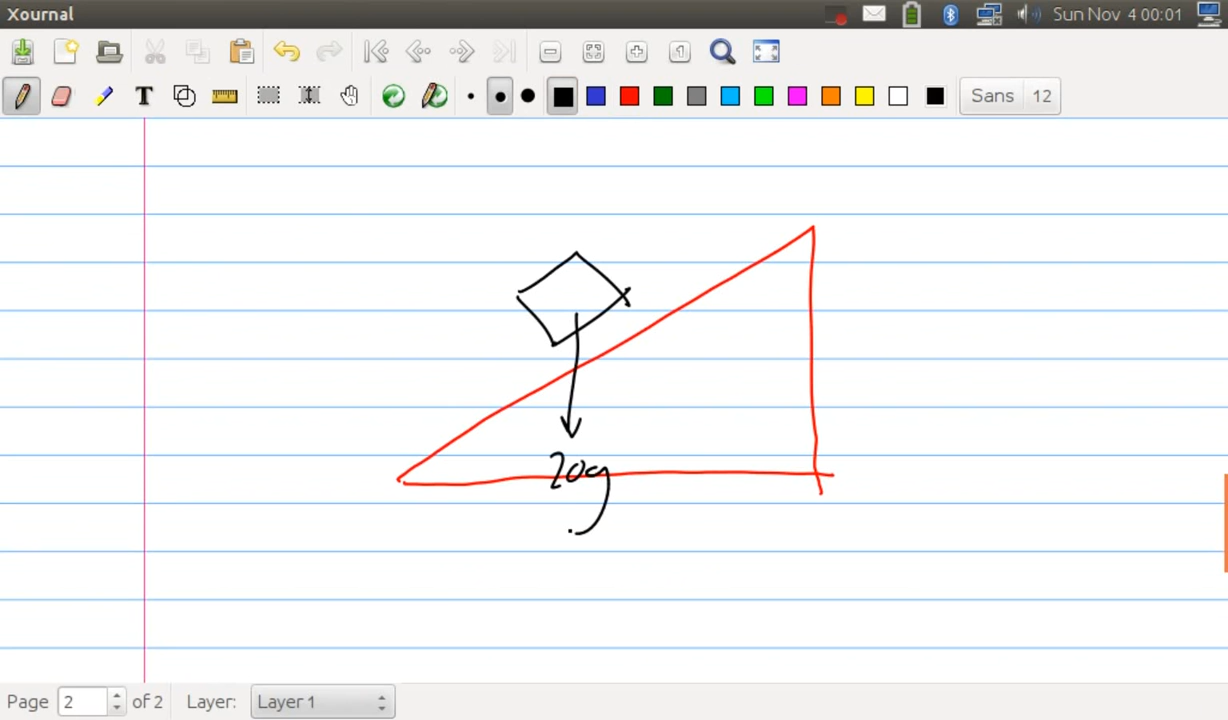 Xournal
Sun Nov 4 00:01
T
Sans 12
20g
Page 2 of 2 Layer: Layer 1